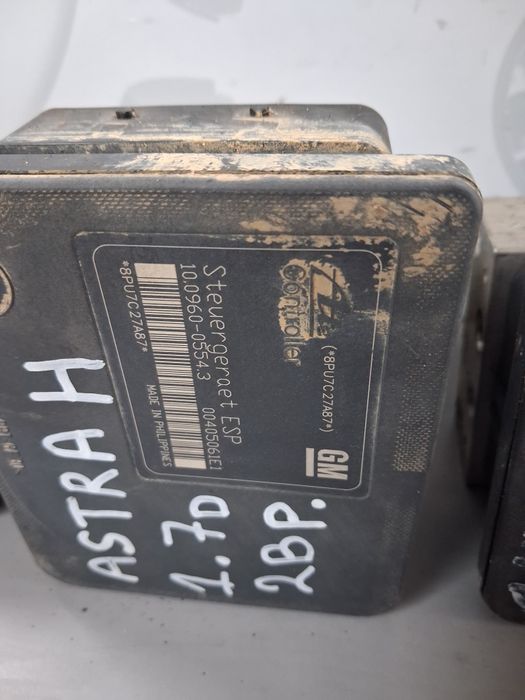 ATE (*8PU7C27A87*)
Controller
GM
Steuergeraet ESP
10.0960-0554.3 00405061E1
*8PU7C27A87* MADE IN PHILIPPINES
ASTRA H
1.7D
2BP.